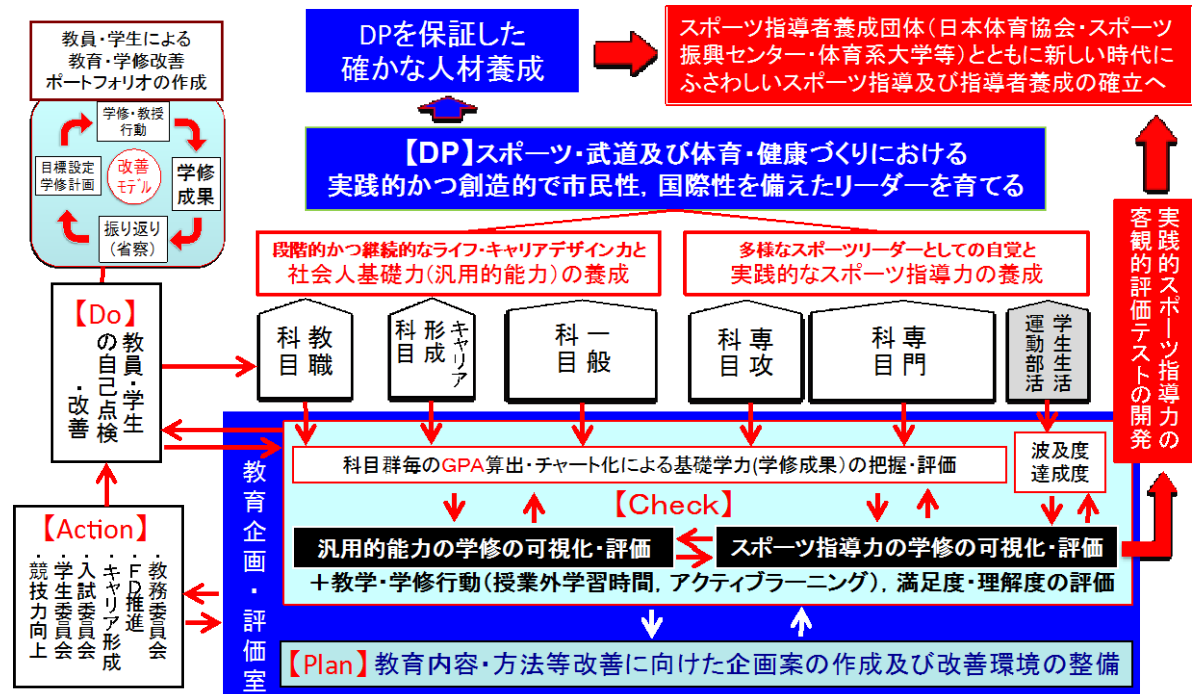 教員・学生による
教育・学修改善
ポートフォリオの作成
学修・教授
行動
目標設定
学修計画
改善
ﾓﾃﾞﾙ
学修
成果
振り返り
(省察)
DPを保証した
確かな人材養成
スポーツ指導者養成団体(日本体育協会・スポーツ
振興センター・体育系大学等)とともに新しい時代に
ふさわしいスポーツ指導及び指導者養成の確立へ
【DP】スポーツ・武道及び体育・健康づくりにおける
実践的かつ創造的で市民性，国際性を備えたリーダーを育てる
段階的かつ継続的なライフ・キャリアデザイン力と
社会人基礎力(汎用的能力)の養成
多様なスポーツリーダーとしての自覚と
実践的なスポーツ指導力の養成
実践的スポーツ指導力の
客観的評価テストの開発
【Do】
教員・学生
の自己点検
・改善
教職
科目
キャリア
形成
科目
一般
科目
専攻
科目
専門
科目
学生生活
運動部活
教育企画・評価室
科目群毎のGPA算出・チャート化による基礎学力(学修成果)の把握・評価
波及度
達成度
【Check】
汎用的能力の学修の可視化・評価
スポーツ指導力の学修の可視化・評価
＋教学・学修行動(授業外学習時間，アクティブラーニング)，満足度・理解度の評価
【Action】
・教務委員会
・FD推進
・キャリア形成
・入試委員会
・学生委員会
・競技力向上
【Plan】教育内容・方法等改善に向けた企画案の作成及び改善環境の整備